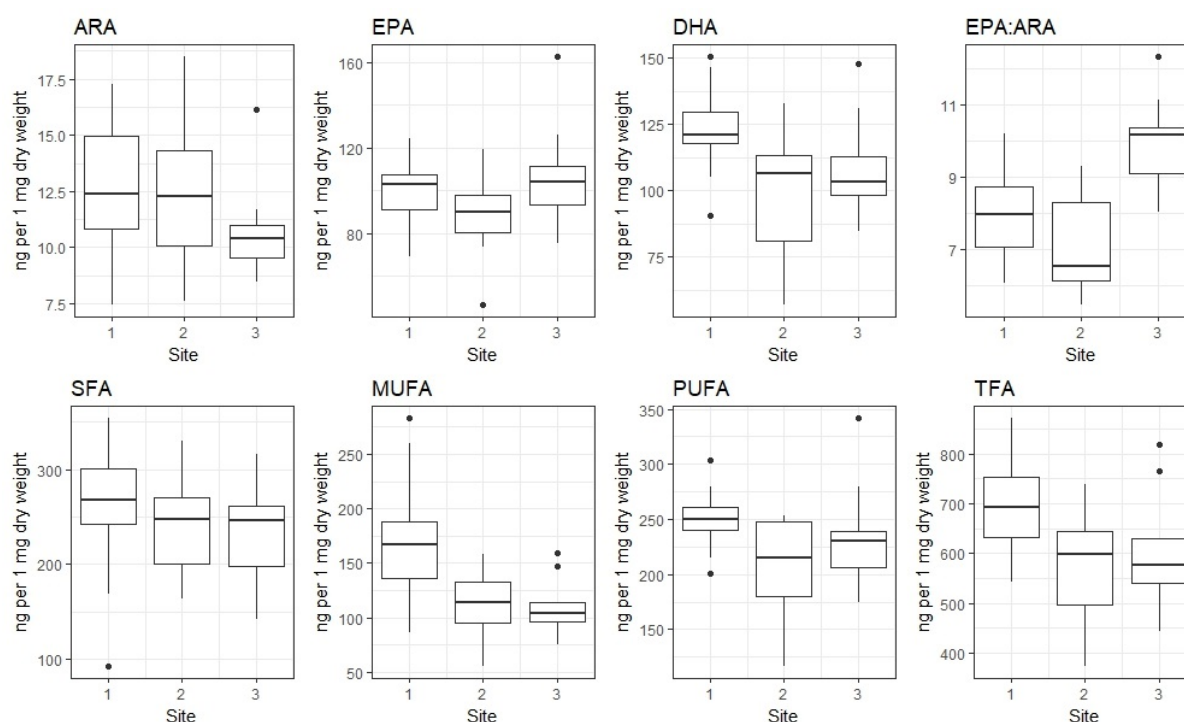 ARA
EPA
DHA
EPA:ARA
ng per 1 mg dry weight
17.5
15.0
12.5
10.0
7.5
1 2 3
Site
ng per 1 mg dry weight
160
120
80
1 2 3
Site
ng per 1 mg dry weight
150
125
100
75
1 2 3
Site
ng per 1 mg dry weight
11
9
7
1 2 3
Site
SFA
MUFA
PUFA
TFA
ng per 1 mg dry weight
300
200
100
1 2 3
Site
ng per 1 mg dry weight
250
200
150
100
50
1 2 3
Site
ng per 1 mg dry weight
350
300
250
200
150
1 2 3
Site
ng per 1 mg dry weight
800
700
600
500
400
1 2 3
Site